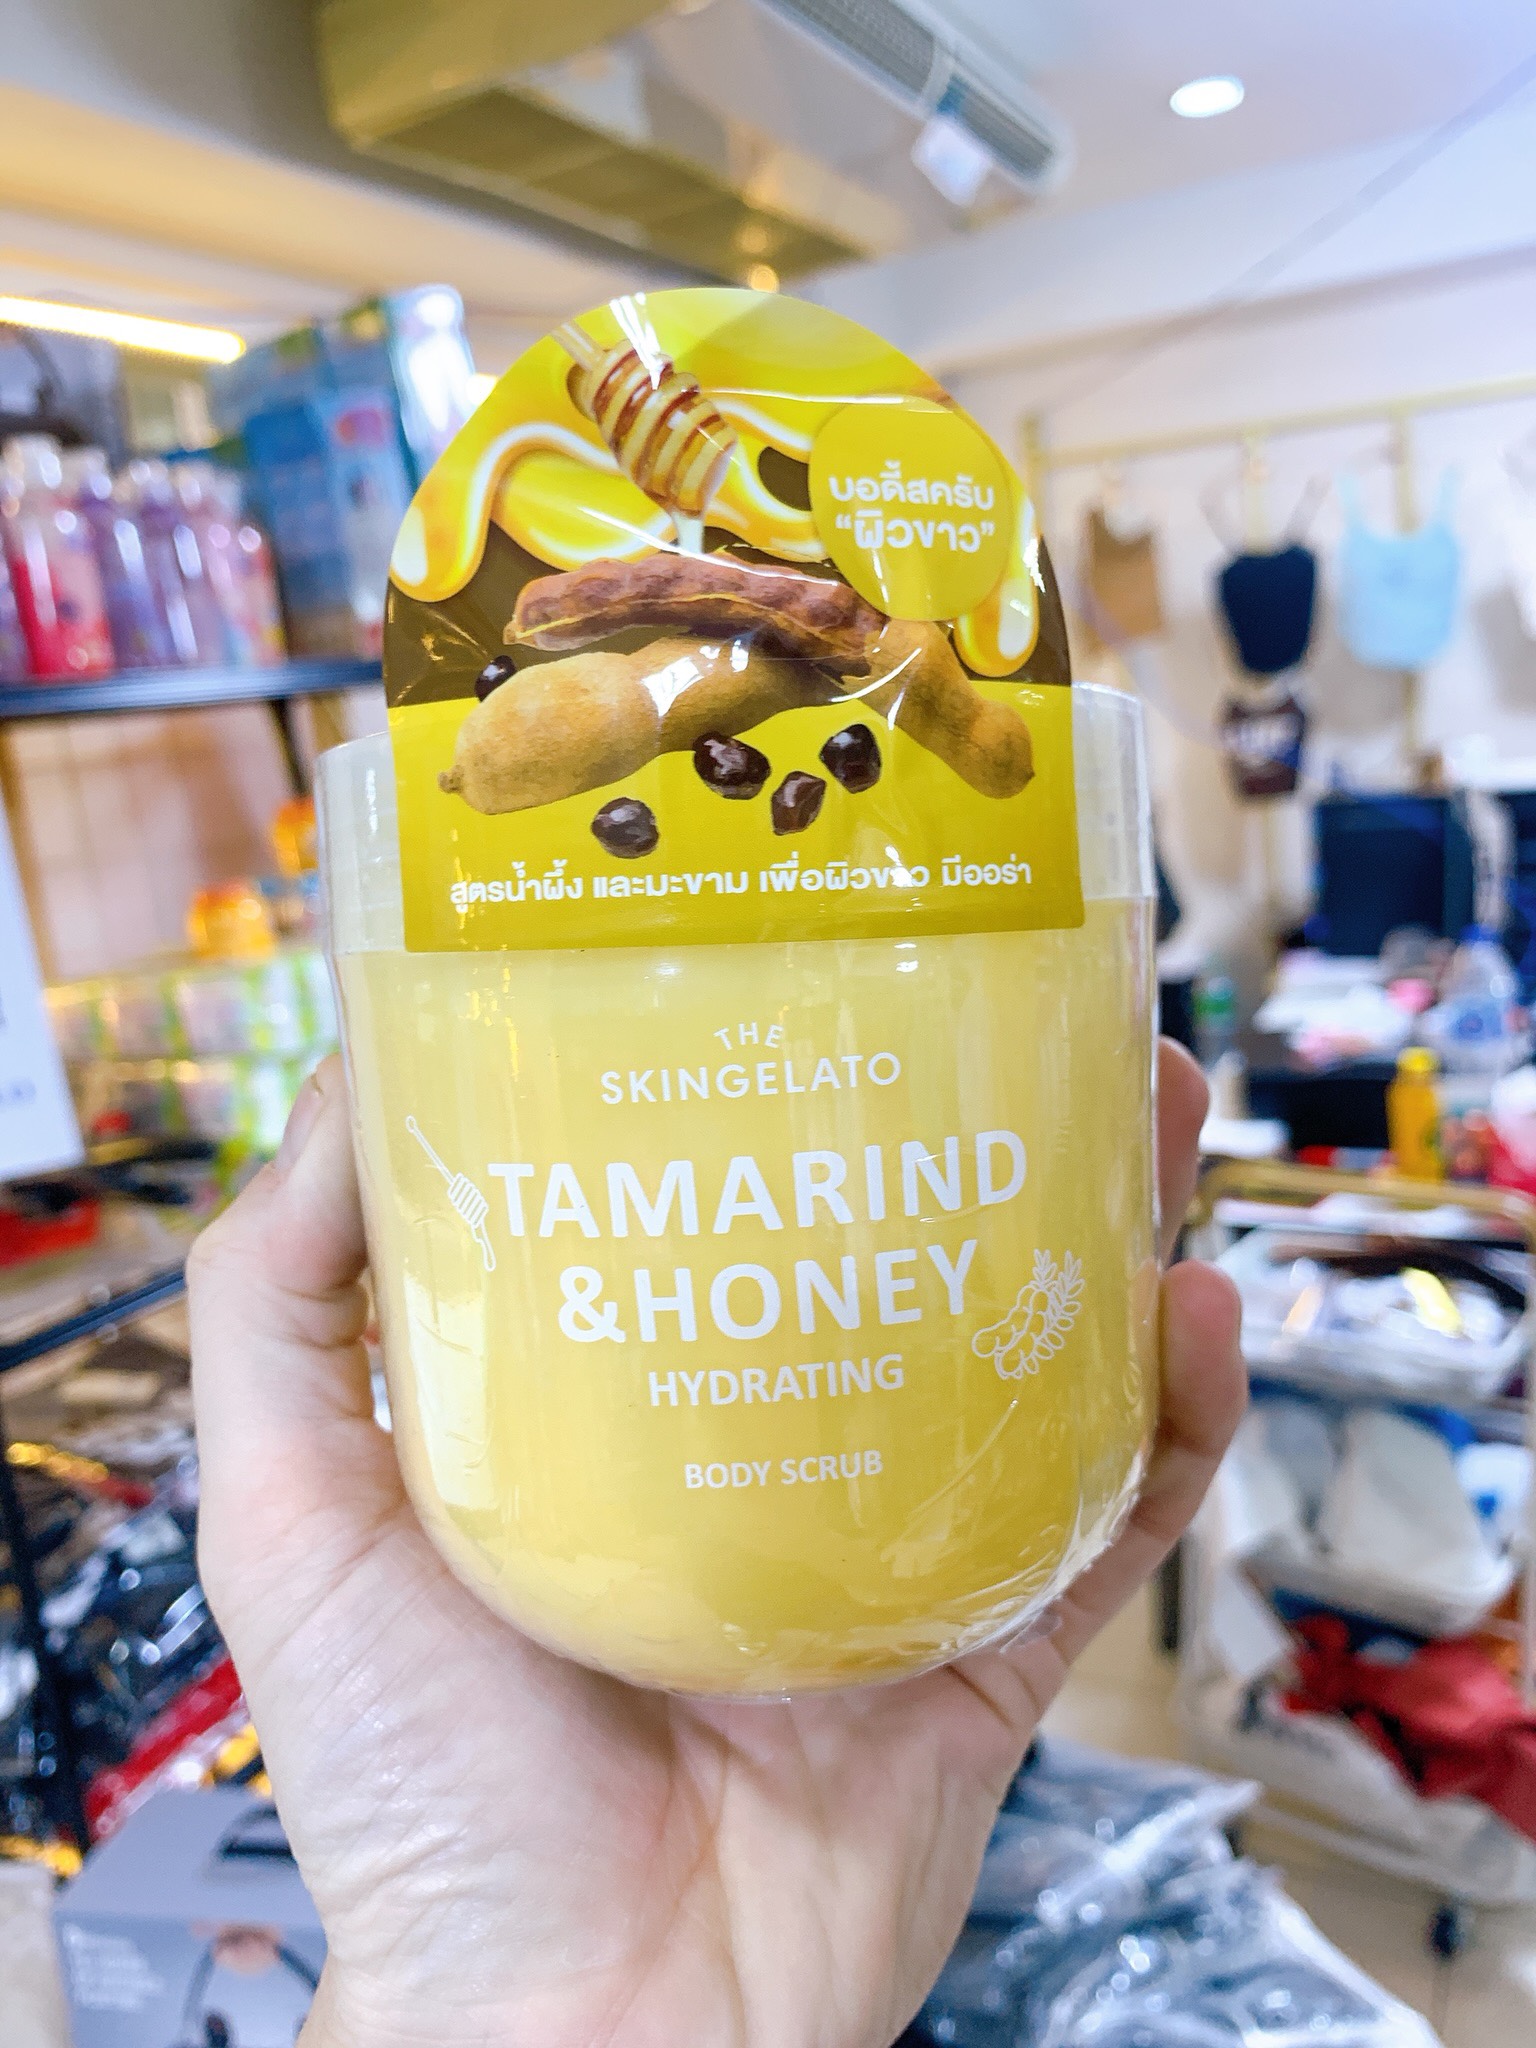 บอดี้สครับ
“ผิวขาว”
สูตรน้ำผึ้ง และมะขาม เพื่อผิวขาว มีออร่า
THE
SKINGELATO
TAMARIND
&HONEY
HYDRATING
BODY SCRUB